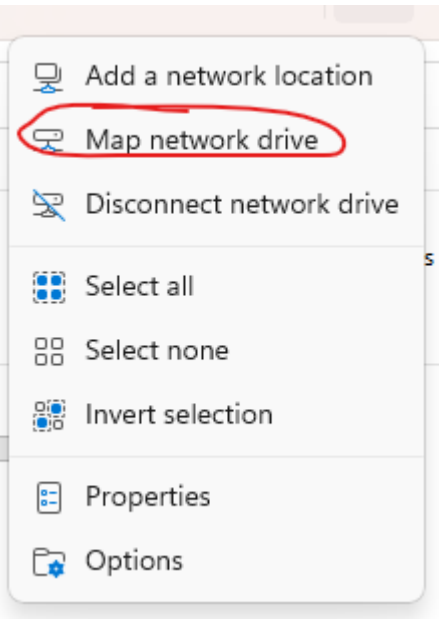 Add a network location
Map network drive
Disconnect network drive
s
Select all
Select none
Invert selection
Properties
Options